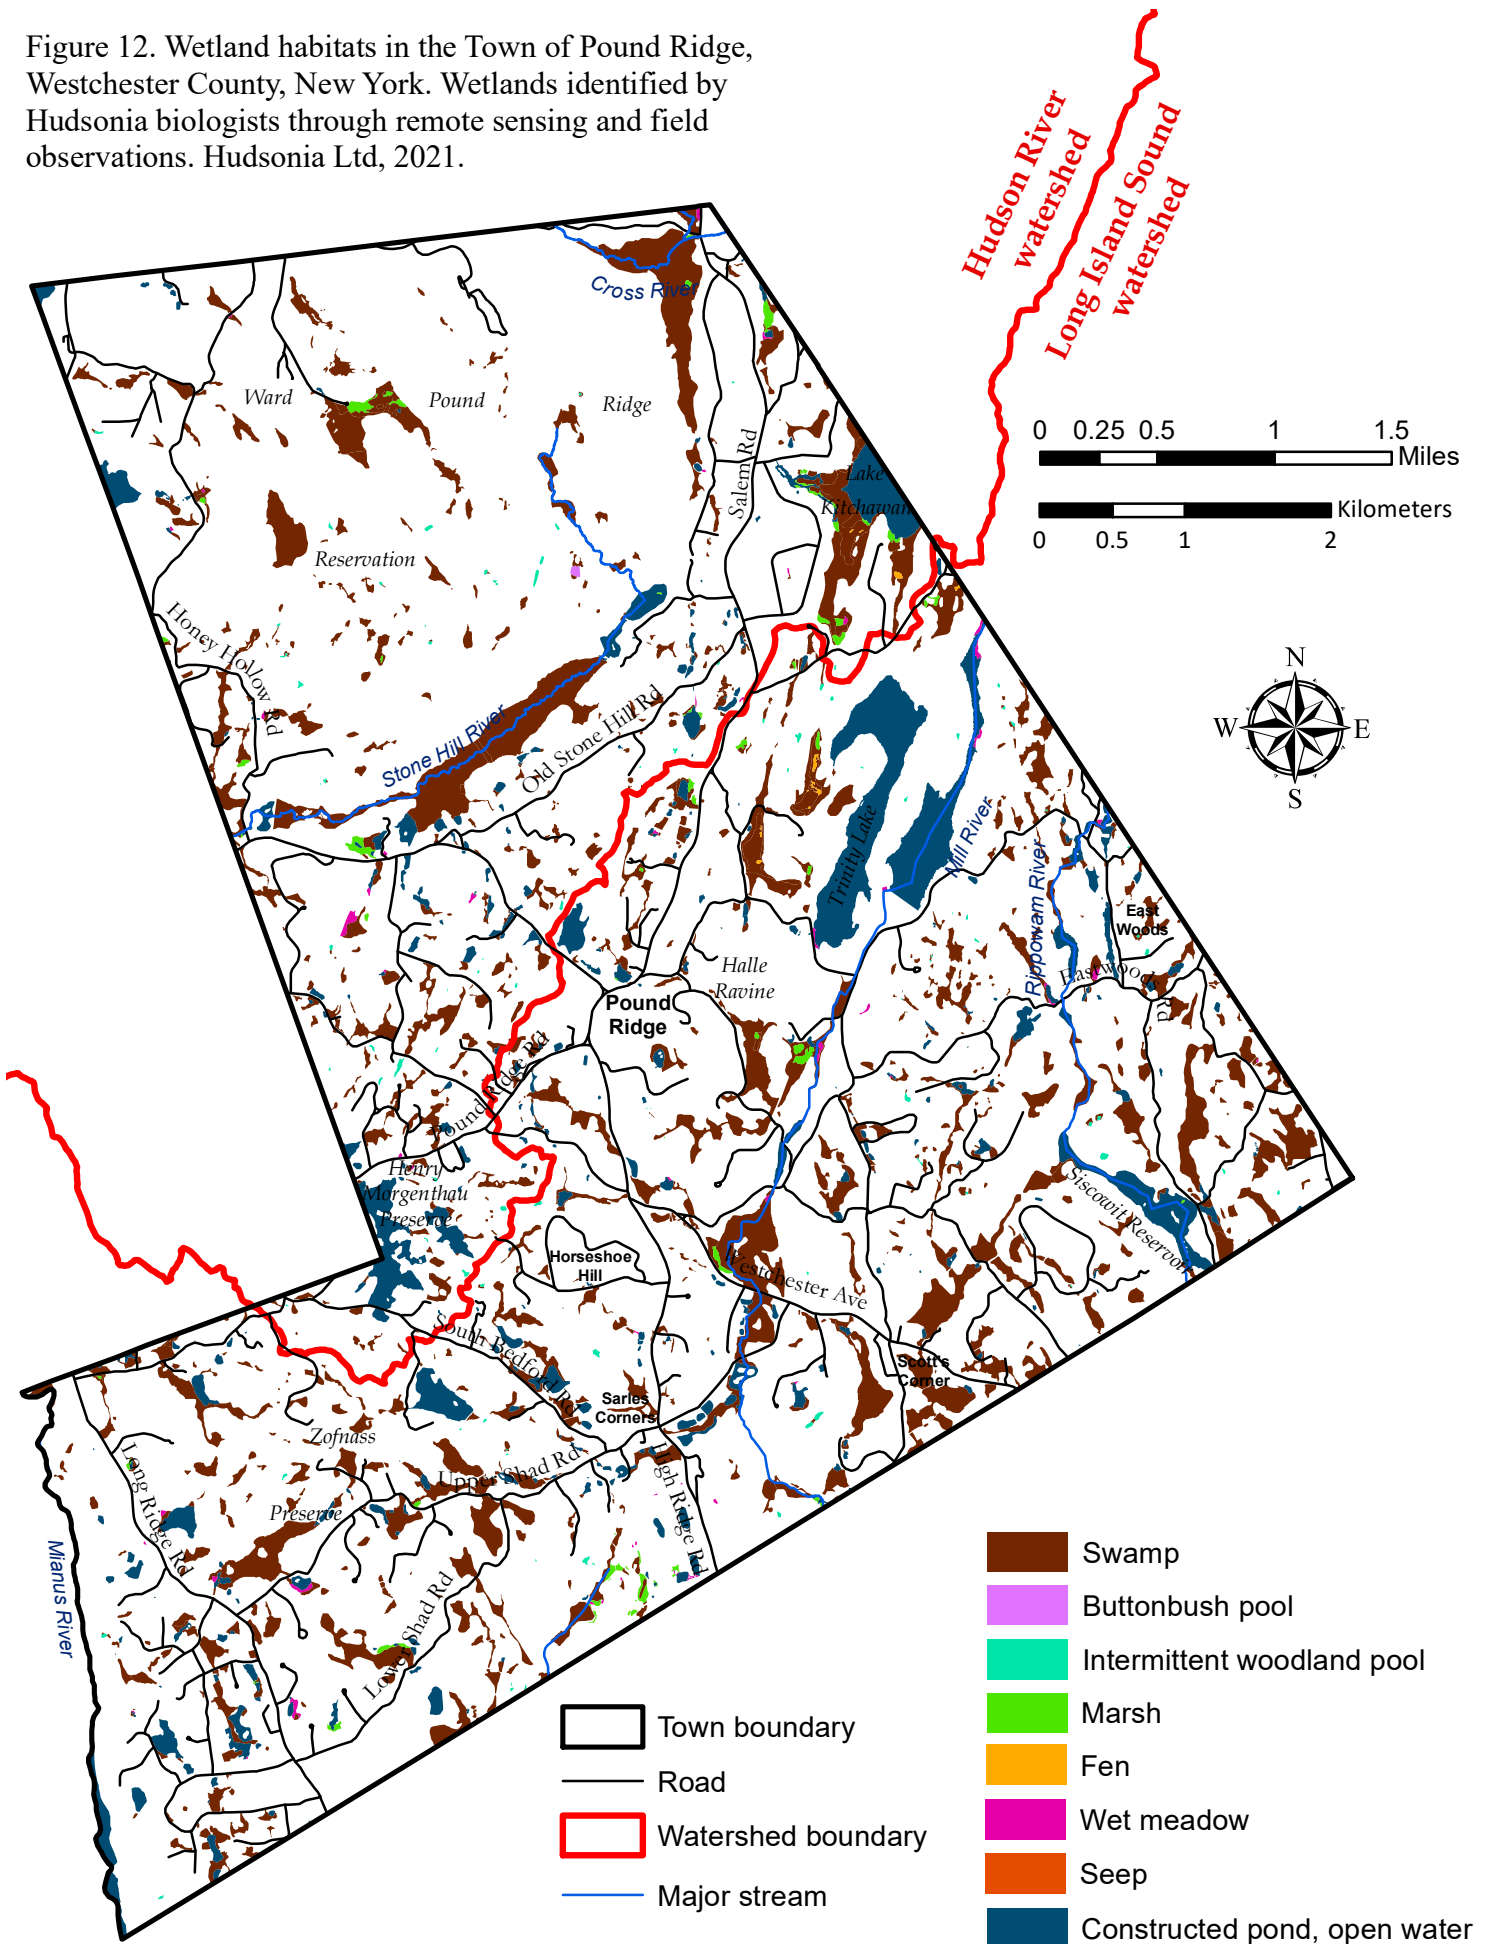 Figure 12. Wetland habitats in the Town of Pound Ridge,
Westchester County, New York. Wetlands identified by
Hudsonia biologists through remote sensing and field
observations. Hudsonia Ltd, 2021.
Hudson River
watershed
Long Island Sound
watershed
Cross River
Ward
Pound
Ridge
Reservation
Salem Rd
Lake
Kitchawan
0 0.25 0.5 1 1.5
Miles
Kilometers
0 0.5 1 2
N
W
E
S
Honey Hollow Rd
Stone Hill River
Old Stone Hill Rd
Trinity Lake
Mill River
Rippowam River
East
Woods
Eastwoods Rd
Halle
Ravine
Pound
Ridge
Pound Ridge Rd
Henry
Morgenthau
Preserve
Siscowit Reservoir
Horseshoe
Hill
Westchester Ave
South Bedford Rd
Scott's
Corner
Sarles
Corners
Zofnass
Preserve
Upper Shad Rd
High Ridge Rd
Long Ridge Rd
Mianus River
Lower Shad Rd
Town boundary
Road
Watershed boundary
Major stream
Swamp
Buttonbush pool
Intermittent woodland pool
Marsh
Fen
Wet meadow
Seep
Constructed pond, open water